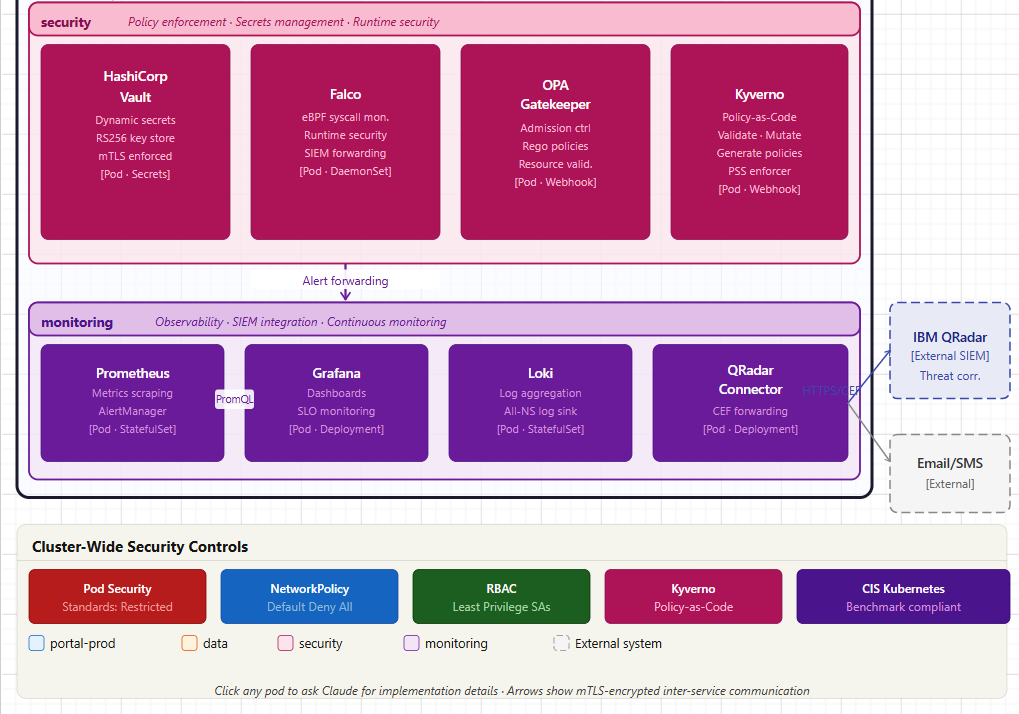 security
Policy enforcement · Secrets management · Runtime security
HashiCorp
Vault
Dynamic secrets
RS256 key store
mTLS enforced
[Pod · Secrets]
Falco
eBPF syscall mon.
Runtime security
SIEM forwarding
[Pod · DaemonSet]
OPA
Gatekeeper
Admission ctrl
Rego policies
Resource valid.
[Pod · Webhook]
Kyverno
Policy-as-Code
Validate · Mutate
Generate policies
PSS enforcer
[Pod · Webhook]
Alert forwarding
monitoring
Observability · SIEM integration · Continuous monitoring
Prometheus
Metrics scraping
AlertManager
[Pod · StatefulSet]
PromQL
Grafana
Dashboards
SLO monitoring
[Pod · Deployment]
Loki
Log aggregation
All-NS log sink
[Pod · StatefulSet]
QRadar
Connector
CEF forwarding
[Pod · Deployment]
HTTPS/CEF
IBM QRadar
[External SIEM]
Threat corr.
Email/SMS
[External]
Cluster-Wide Security Controls
Pod Security
Standards: Restricted
NetworkPolicy
Default Deny All
RBAC
Least Privilege SAs
Kyverno
Policy-as-Code
CIS Kubernetes
Benchmark compliant
portal-prod
data
security
monitoring
External system
Click any pod to ask Claude for implementation details · Arrows show mTLS-encrypted inter-service communication